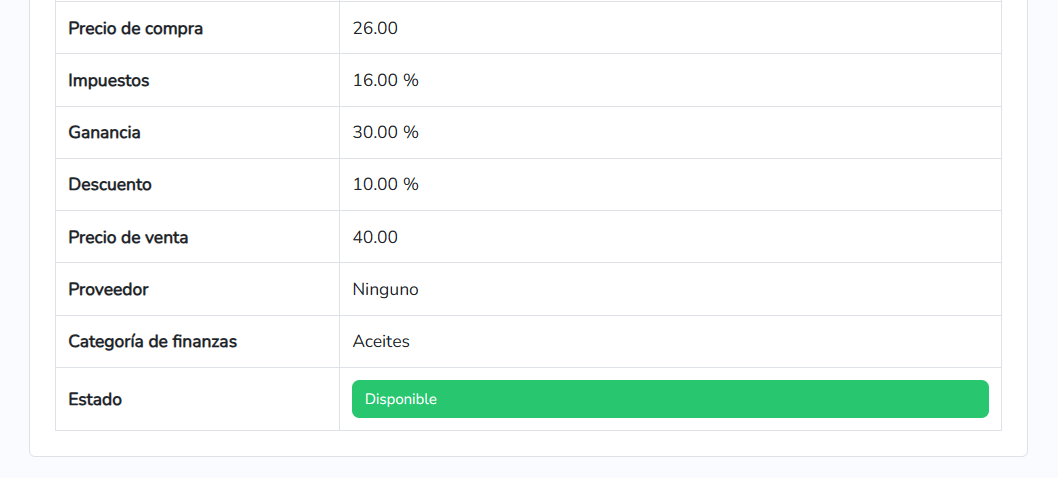 Precio de compra 26.00
Impuestos 16.00 %
Ganancia 30.00 %
Descuento 10.00 %
Precio de venta 40.00
Proveedor Ninguno
Categoría de finanzas Aceites
Estado Disponible